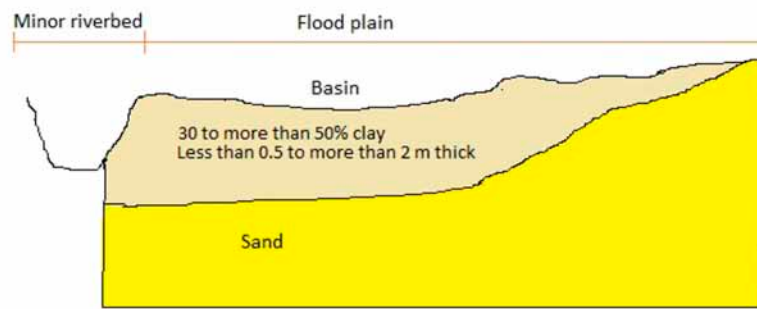 Minor riverbed
Flood plain
Basin
30 to more than 50% clay
Less than 0.5 to more than 2 m thick
Sand